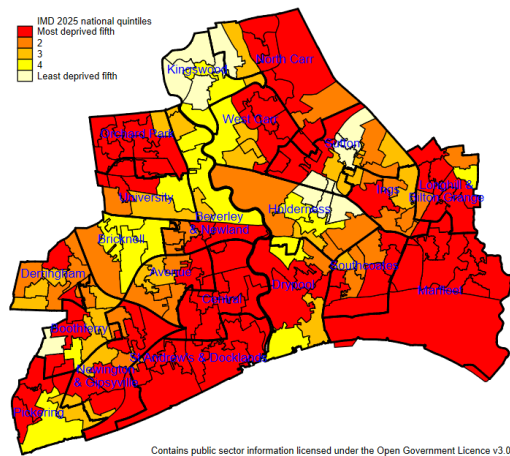 IMD 2025 national quintiles
Most deprived fifth
2
3
4
Least deprived fifth
North Carr
Kingswood
West Carr
Orchard Park
Sutton
Ings
Longhill &
Bilton Grange
University
Holderness
Beverley
& Newland
Bricknell
Derringham
Avenue
Southcoates
Drypool
Marfleet
Central
Boothferry
St Andrew's & Docklands
Newington
& Gipsyville
Pickering
Contains public sector information licensed under the Open Government Licence v3.0